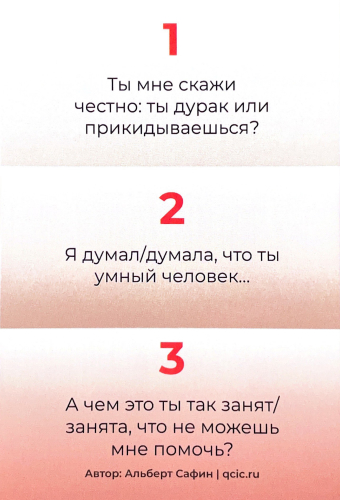 1
Ты мне скажи
честно: ты дурак или
прикидываешься?
2
Я думал/думала, что ты
умный человек...
3
А чем это ты так занят/
занята, что не можешь
мне помочь?
Автор: Альберт Сафин | qcic.ru